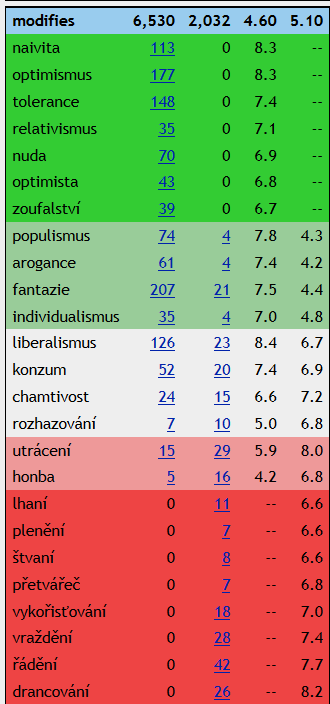 modifies 6,530 2,032 4.60 5.10
naivita 113 0 8.3 --
optimismus 177 0 8.3 --
tolerance 148 0 7.4 --
relativismus 35 0 7.1 --
nuda 70 0 6.9 --
optimista 43 0 6.8 --
zoufalství 39 0 6.7 --
populismus 74 4 7.8 4.3
arogance 61 4 7.4 4.2
fantazie 207 21 7.5 4.4
individualismus 35 4 7.0 4.8
liberalismus 126 23 8.4 6.7
konzum 52 20 7.4 6.9
chamtivost 24 15 6.6 7.2
rozhazování 7 10 5.0 6.8
utrácení 15 29 5.9 8.0
honba 5 16 4.2 6.8
lhaní 0 11 -- 6.6
plenění 0 7 -- 6.6
štvaní 0 8 -- 6.6
přetvářeč 0 7 -- 6.8
vykořisťování 0 18 -- 7.0
vraždění 0 28 -- 7.4
řádění 0 42 -- 7.7
drancování 0 26 -- 8.2